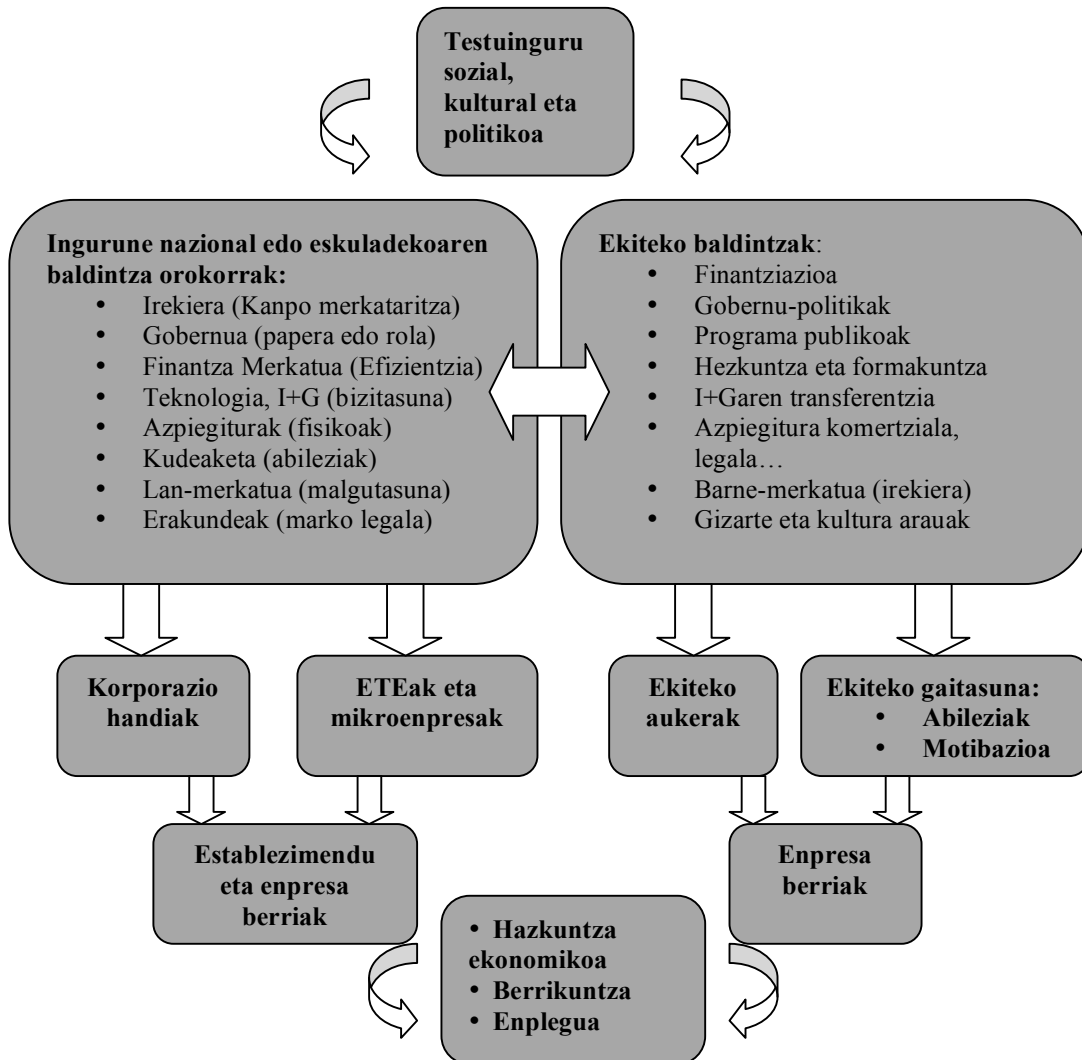 Testuinguru
sozial,
kultural eta
politikoa
Ingurune nazional edo eskuladekoaren
baldintza orokorrak:
• Irekiera (Kanpo merkataritza)
• Gobernua (papera edo rola)
• Finantza Merkatua (Efizientzia)
• Teknologia, I+G (bizitasuna)
• Azpiegiturak (fisikoak)
• Kudeaketa (abileziak)
• Lan-merkatua (malgutasuna)
• Erakundeak (marko legala)
Ekiteko baldintzak:
• Finantziazioa
• Gobernu-politikak
• Programa publikoak
• Hezkuntza eta formakuntza
• I+Garen transferentzia
• Azpiegitura komertziala,
legala…
• Barne-merkatua (irekiera)
• Gizarte eta kultura arauak
Korporazio
handiak
ETEak eta
mikroenpresak
Ekiteko
aukerak
Ekiteko gaitasuna:
• Abileziak
• Motibazioa
Establezimendu
eta enpresa
berriak
Enpresa
berriak
• Hazkuntza
ekonomikoa
• Berrikuntza
• Enplegua